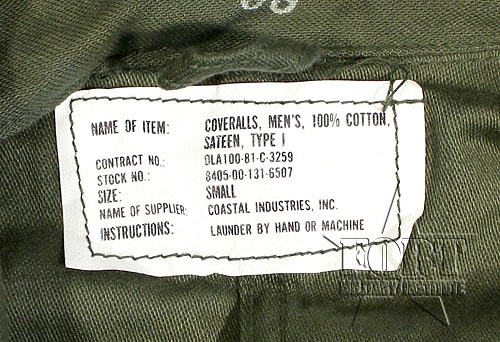 NAME OF ITEM: COVERALLS, MEN'S, 100% COTTON,
SATEEN, TYPE I
CONTRACT NO.: DLA100-81-C-3259
STOCK NO.: 8405-00-131-6507
SIZE: SMALL
NAME OF SUPPLIER: COASTAL INDUSTRIES, INC.
INSTRUCTIONS: LAUNDER BY HAND OR MACHINE
FORT